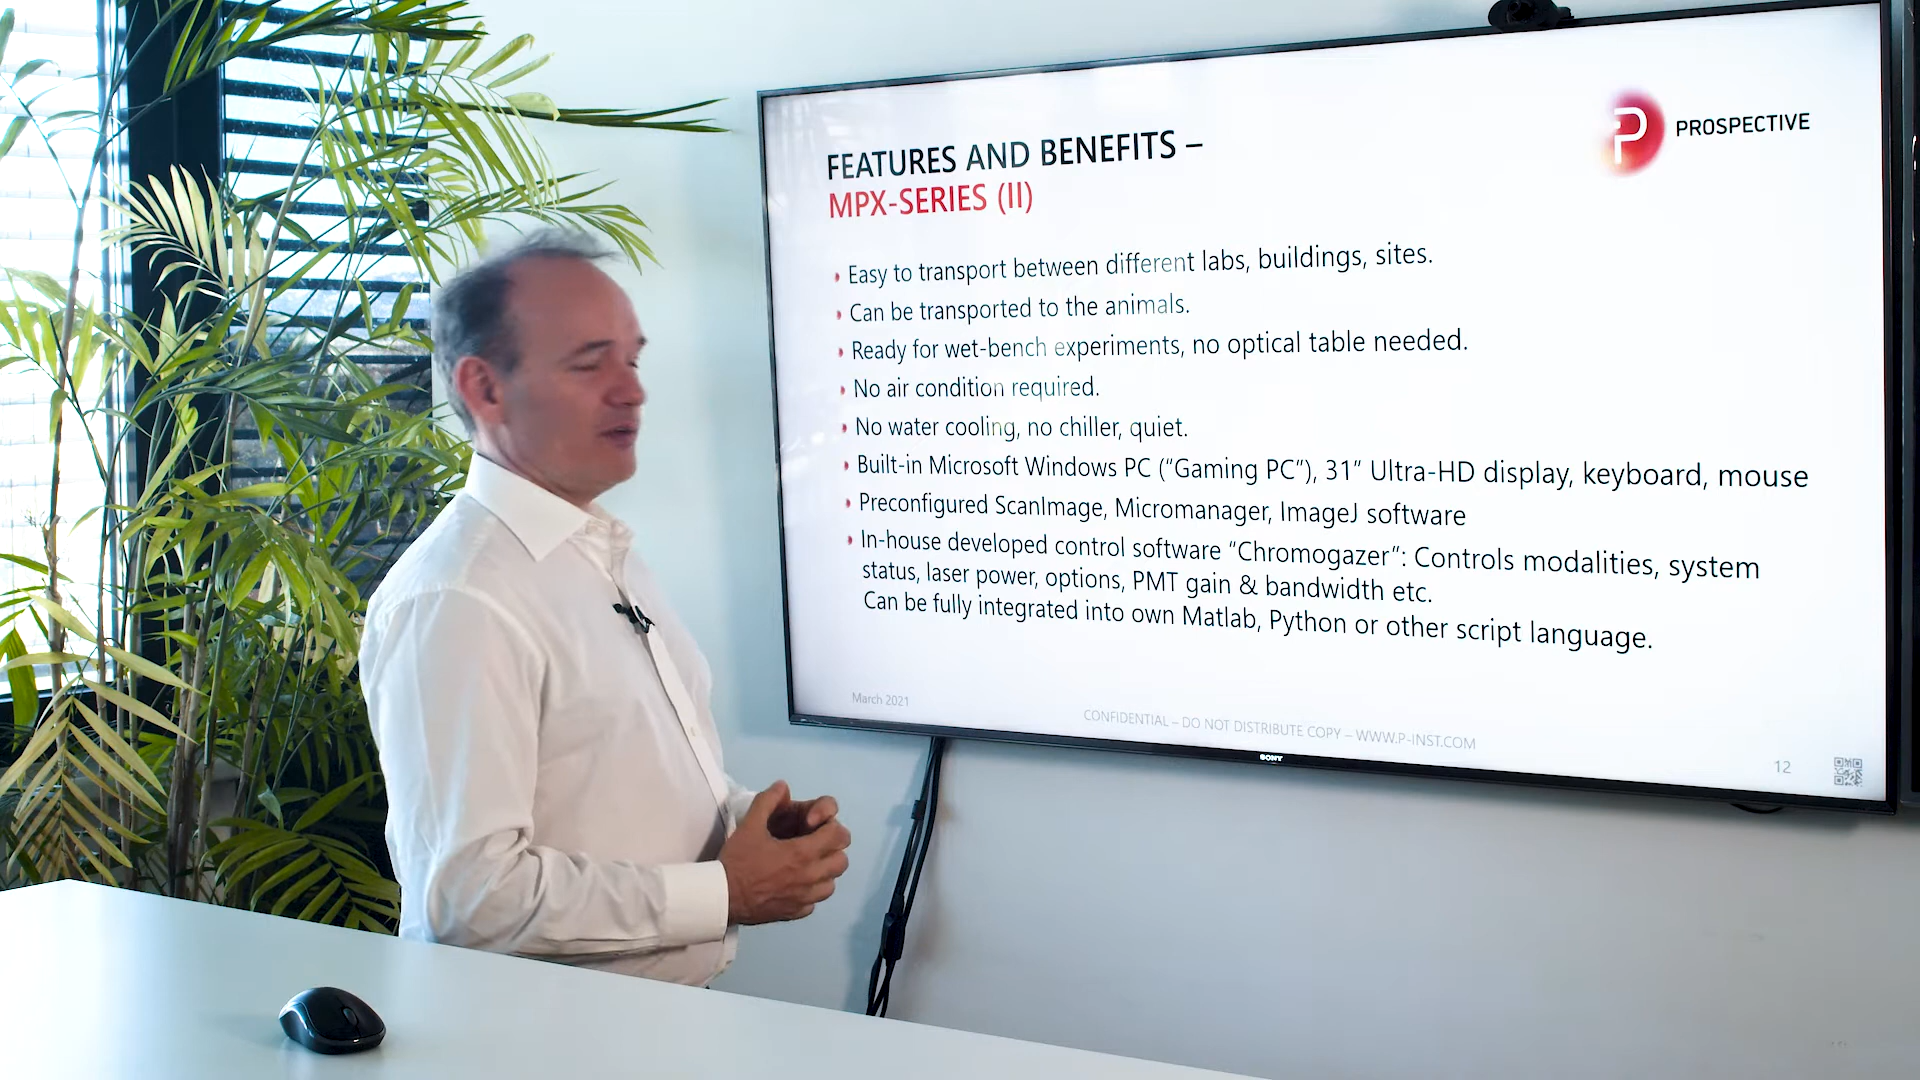 PROSPECTIVE
FEATURES AND BENEFITS –
MPX-SERIES (II)
• Easy to transport between different labs, buildings, sites.
• Can be transported to the animals.
• Ready for wet-bench experiments, no optical table needed.
• No air condition required.
• No water cooling, no chiller, quiet.
• Built-in Microsoft Windows PC (“Gaming PC”), 31” Ultra-HD display, keyboard, mouse
• Preconfigured ScanImage, Micromanager, ImageJ software
• In-house developed control software “Chromogazer”: Controls modalities, system
status, laser power, options, PMT gain & bandwidth etc.
Can be fully integrated into own Matlab, Python or other script language.
March 2021
CONFIDENTIAL – DO NOT DISTRIBUTE COPY – WWW.P-INST.COM
12
SONY